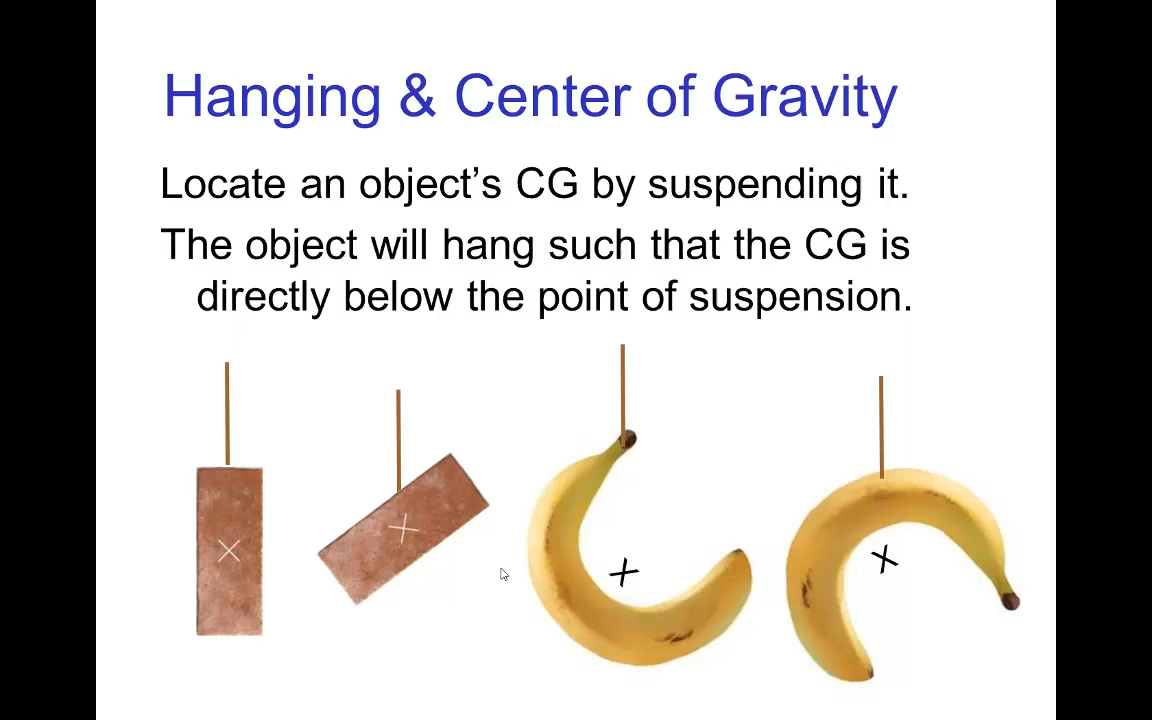 Hanging & Center of Gravity
Locate an object’s CG by suspending it.
The object will hang such that the CG is
directly below the point of suspension.